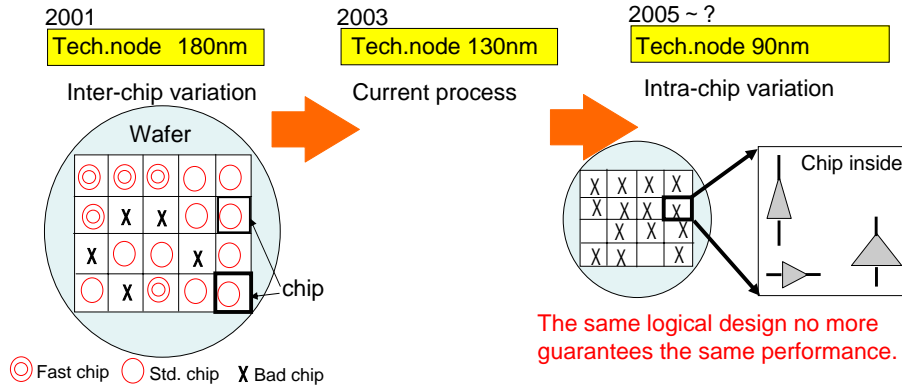 2001
2003
2005 ~ ?
Tech.node 180nm
Tech.node 130nm
Tech.node 90nm
Inter-chip variation
Current process
Intra-chip variation
Wafer
Chip inside
X X X X
X X X X
X X X
X X X
X X
X
X
chip
The same logical design no more
guarantees the same performance.
Fast chip
Std. chip
X Bad chip